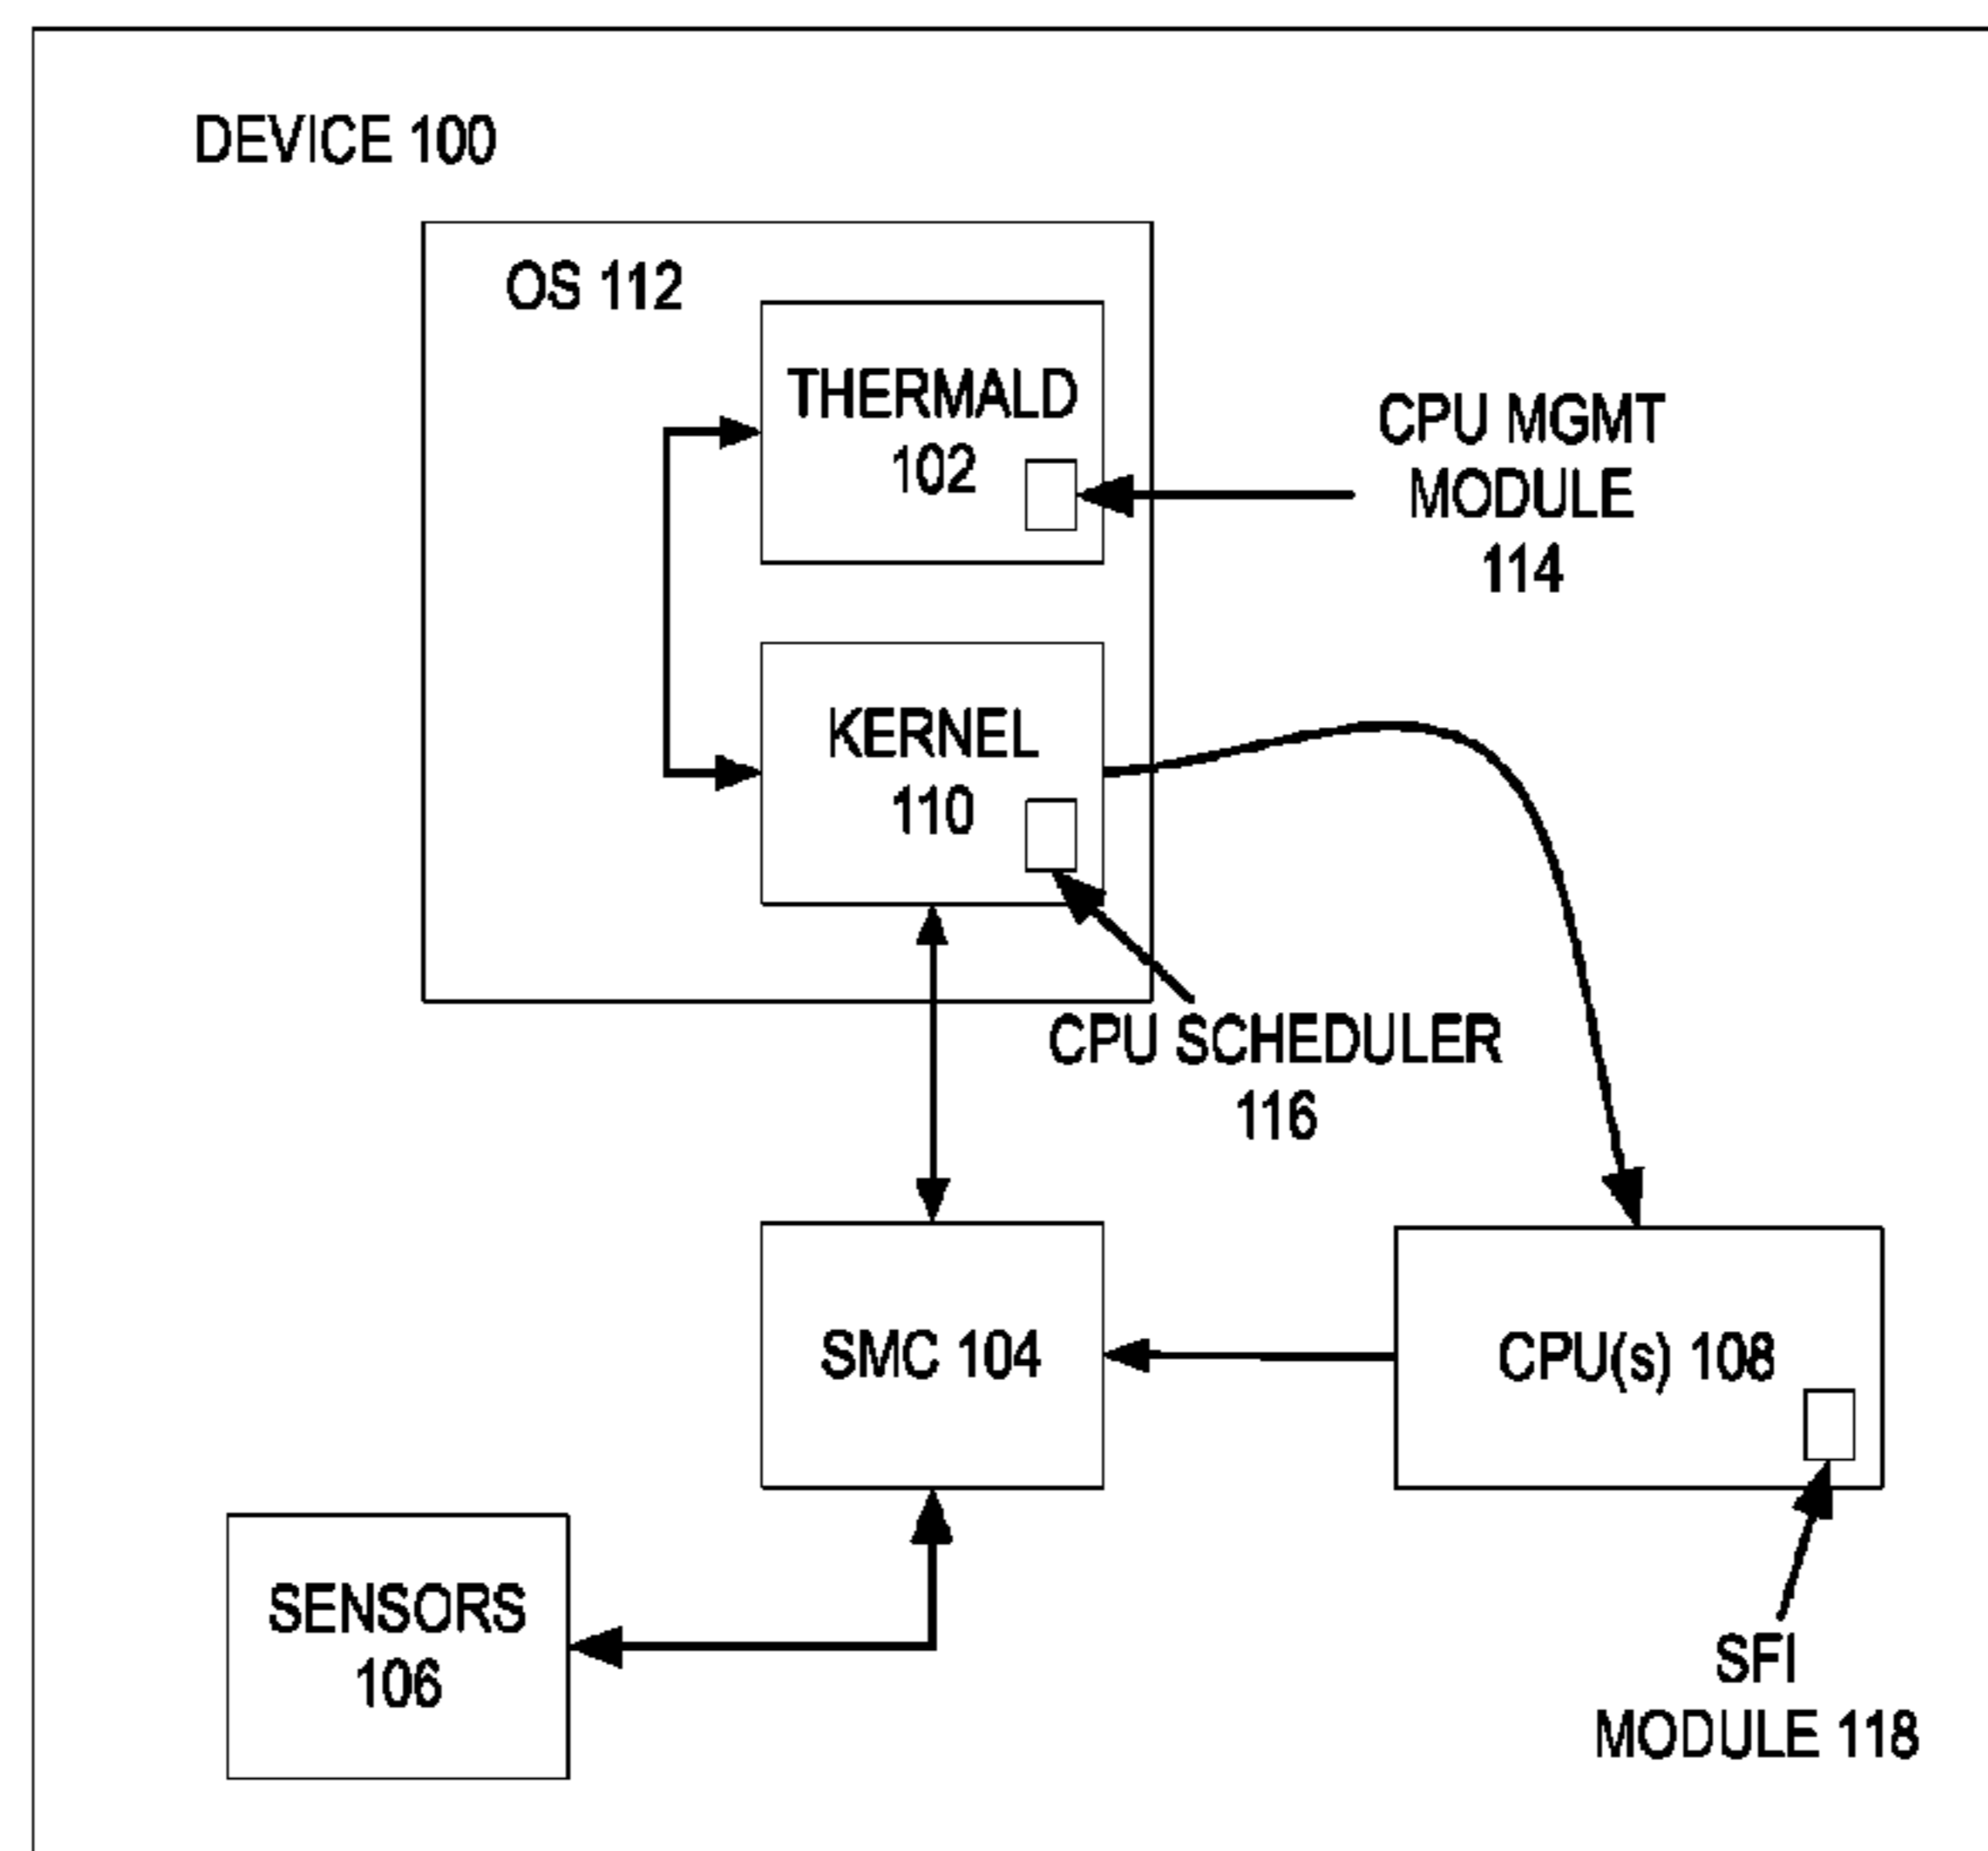 DEVICE 100
OS 112
THERMALD
102
CPU MGMT
MODULE
114
KERNEL
110
CPU SCHEDULER
116
SMC 104
CPU(s) 108
SENSORS
106
SFI
MODULE 118